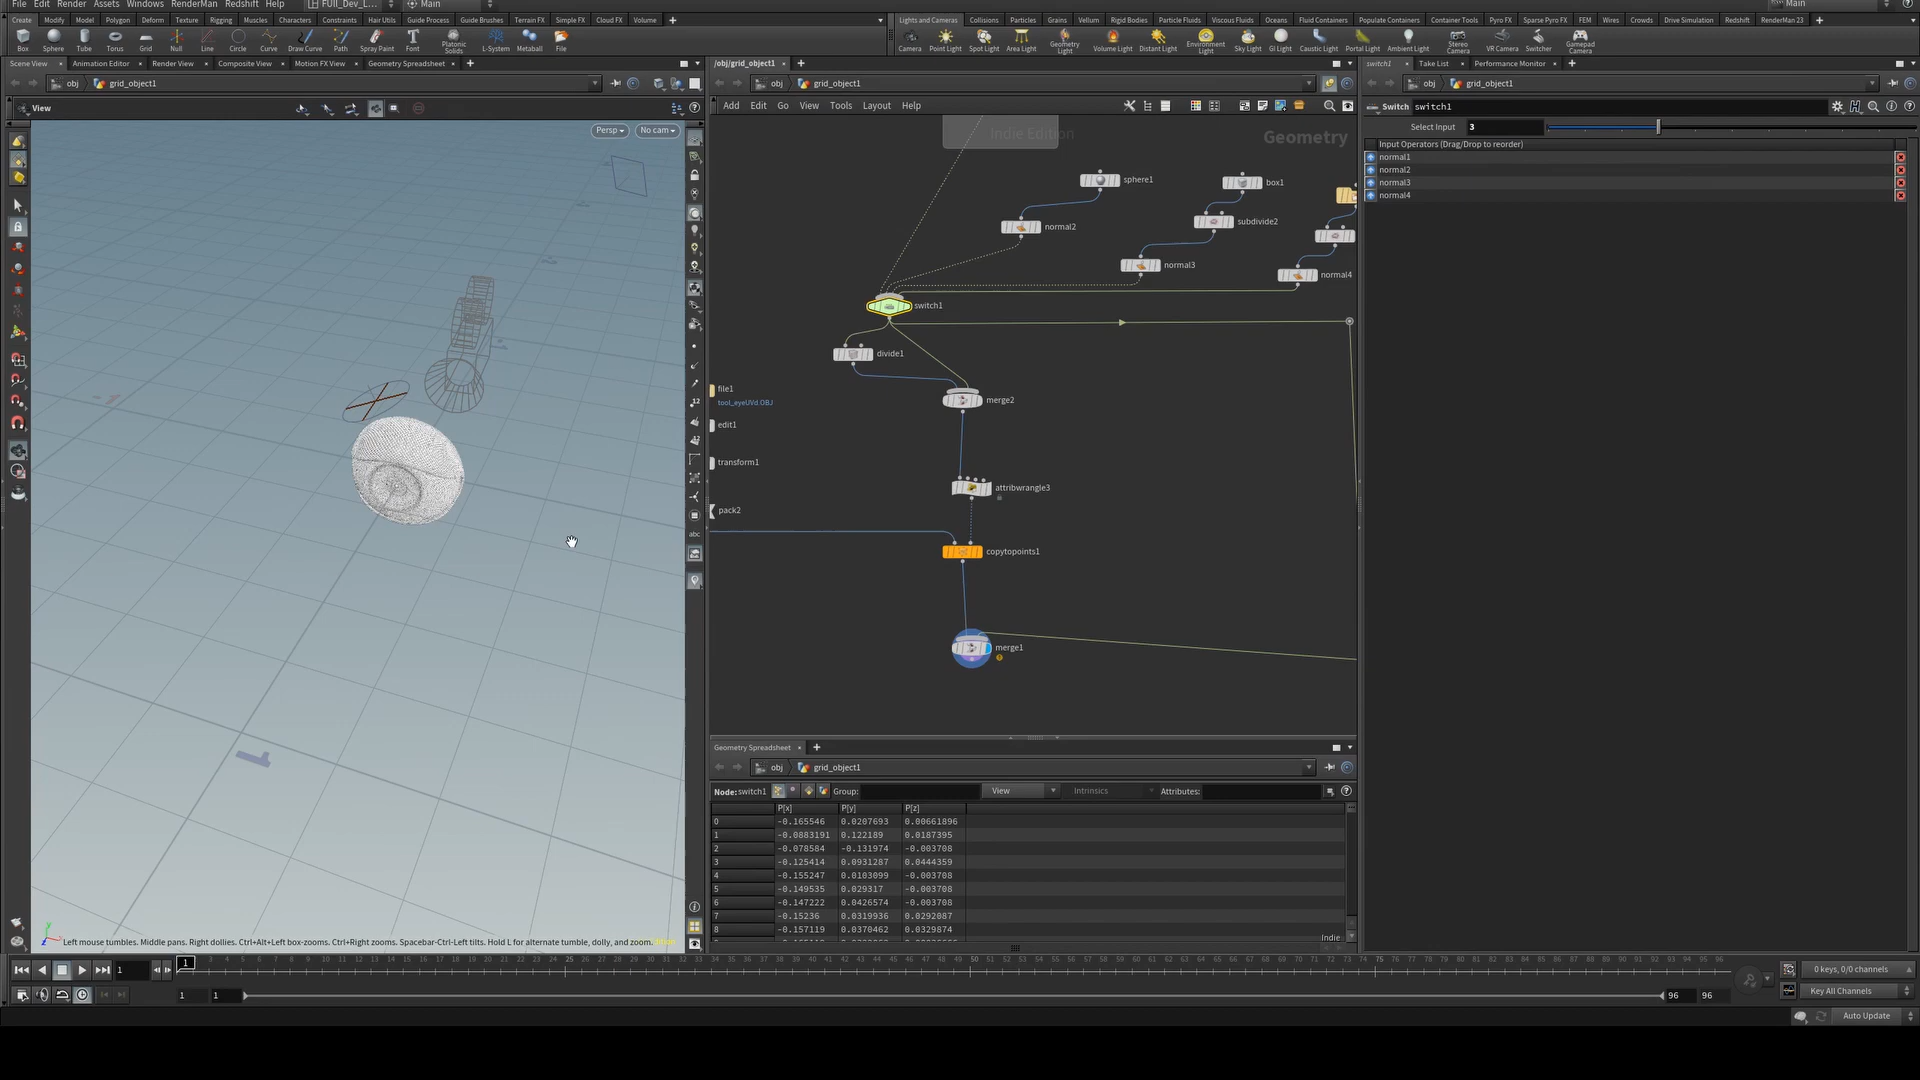 File Edit Render Assets Windows RenderMan Redshift Help FUll_Dev_L... Main Main
Create Modify Model Polygon Deform Texture Rigging Muscles Characters Constraints Hair Utils Guide Process Guide Brushes Terrain FX Simple FX Cloud FX Volume
Lights and Cameras Collisions Particles Grains Vellum Rigid Bodies Particle Fluids Viscous Fluids Oceans Fluid Containers Populate Containers Container Tools Pyro FX Sparse Pyro FX FEM Wires Crowds Drive Simulation Redshift RenderMan 23
Box Sphere Tube Torus Grid Null Line Circle Curve Draw Curve Path Spray Paint Font Platonic Solids L-System Metaball File
Camera Point Light Spot Light Area Light Geometry Light Volume Light Distant Light Environment Light Sky Light GI Light Caustic Light Portal Light Ambient Light Stereo Camera VR Camera Switcher Gamepad Camera
Scene View Animation Editor Render View Composite View Motion FX View Geometry Spreadsheet
/obj/grid_object1
switch1 Take List Performance Monitor
obj grid_object1
obj grid_object1
obj grid_object1
View
Add Edit Go View Tools Layout Help
Switch switch1
Persp No cam
Select Input 3
Indie Edition
Geometry
Input Operators (Drag/Drop to reorder)
normal1
normal2
normal3
normal4
sphere1
box1
normal2
subdivide2
normal3
normal4
switch1
divide1
file1
tool_eyeUVd.OBJ
merge2
edit1
transform1
attribwrangle3
pack2
copytopoints1
merge1
abc
Geometry Spreadsheet
obj grid_object1
Node: switch1 Group: View Intrinsics Attributes:
P[x] P[y] P[z]
0 -0.165546 0.0207693 0.00661896
1 -0.0883191 0.122189 0.0187395
2 -0.078584 -0.131974 -0.003708
3 -0.125414 0.0931287 0.0444359
4 -0.155247 0.0103099 -0.003708
5 -0.149535 0.029317 -0.003708
6 -0.147222 0.0426574 -0.003708
7 -0.15236 0.0319936 0.0292087
8 -0.157119 0.0370462 0.0329874
Indie
Left mouse tumbles. Middle pans. Right dollies. Ctrl+Alt+Left box-zooms. Ctrl+Right zooms. Spacebar-Ctrl-Left tilts. Hold L for alternate tumble, dolly, and zoom.
1 1
0 keys, 0/0 channels
1 1 96 96
Key All Channels
Auto Update